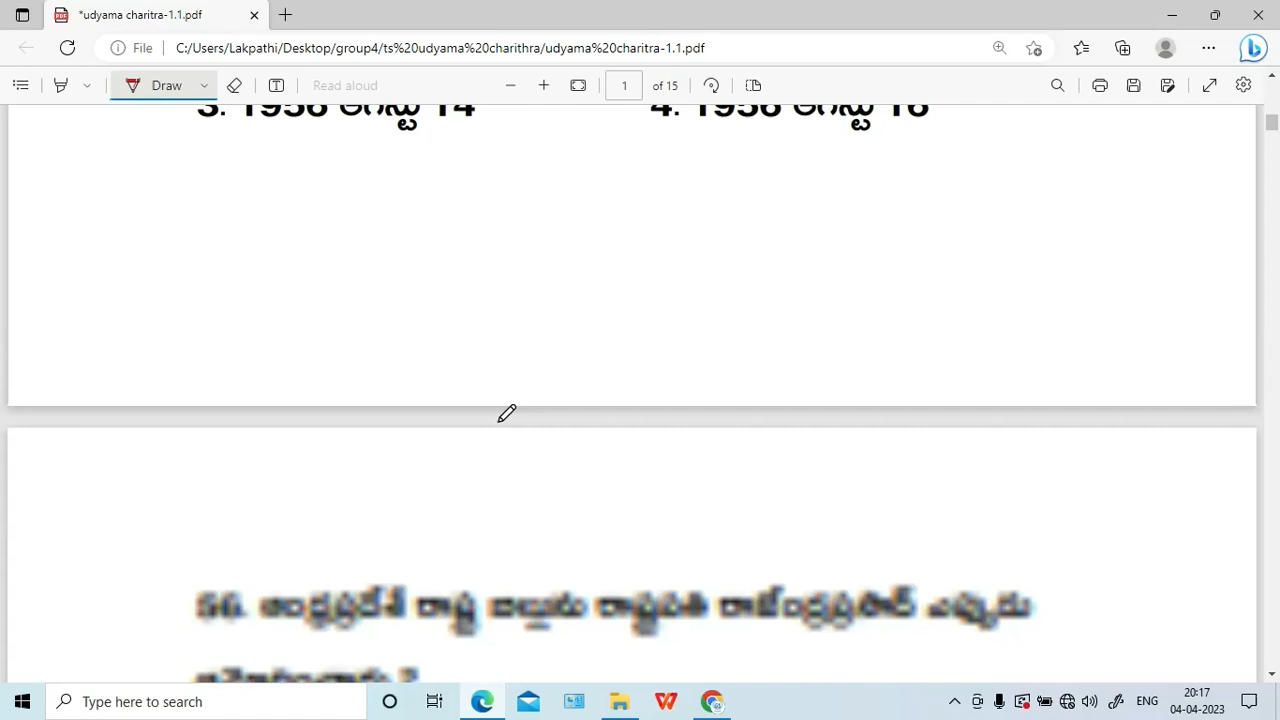 *udyama charitra-1.1.pdf
File C:/Users/Lakpathi/Desktop/group4/ts%20udyama%20charithra/udyama%20charitra-1.1.pdf
Draw Read aloud 1 of 15
3. 1956 ఆగష్టు 14 4. 1956 ఆగష్టు 16
Type here to search ENG 20:17
04-04-2023